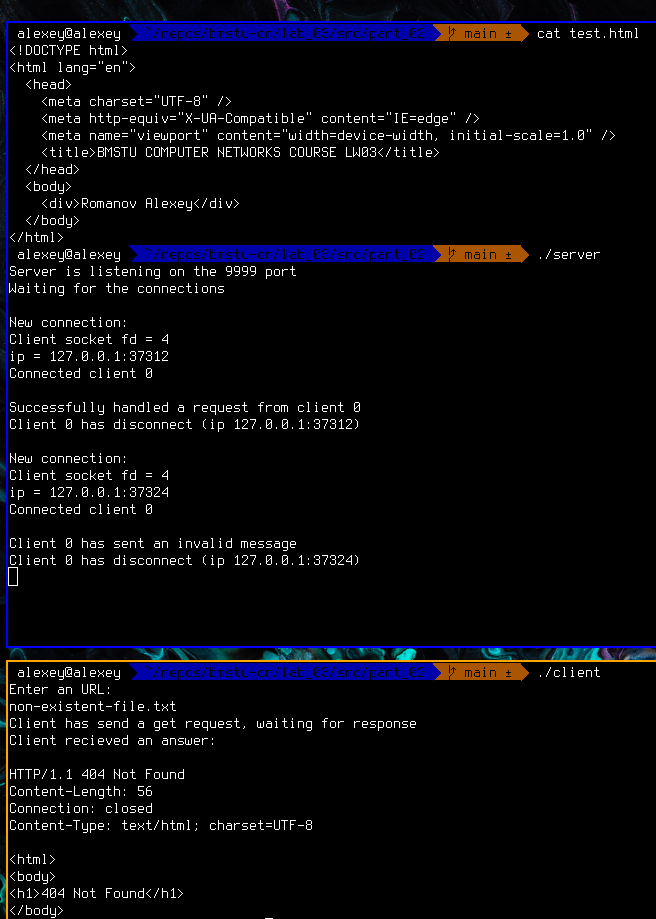 alexey@alexey ~/repos/bmstu-cn/lab_03/src/part_02 main ± cat test.html
<!DOCTYPE html>
<html lang="en">
  <head>
    <meta charset="UTF-8" />
    <meta http-equiv="X-UA-Compatible" content="IE=edge" />
    <meta name="viewport" content="width=device-width, initial-scale=1.0" />
    <title>BMSTU COMPUTER NETWORKS COURSE LW03</title>
  </head>
  <body>
    <div>Romanov Alexey</div>
  </body>
</html>
alexey@alexey ~/repos/bmstu-cn/lab_03/src/part_02 main ± ./server
Server is listening on the 9999 port
Waiting for the connections

New connection:
Client socket fd = 4
ip = 127.0.0.1:37312
Connected client 0

Successfully handled a request from client 0
Client 0 has disconnect (ip 127.0.0.1:37312)

New connection:
Client socket fd = 4
ip = 127.0.0.1:37324
Connected client 0

Client 0 has sent an invalid message
Client 0 has disconnect (ip 127.0.0.1:37324)
alexey@alexey ~/repos/bmstu-cn/lab_03/src/part_02 main ± ./client
Enter an URL:
non-existent-file.txt
Client has send a get request, waiting for response
Client recieved an answer:

HTTP/1.1 404 Not Found
Content-Length: 56
Connection: closed
Content-Type: text/html; charset=UTF-8

<html>
<body>
<h1>404 Not Found</h1>
</body>